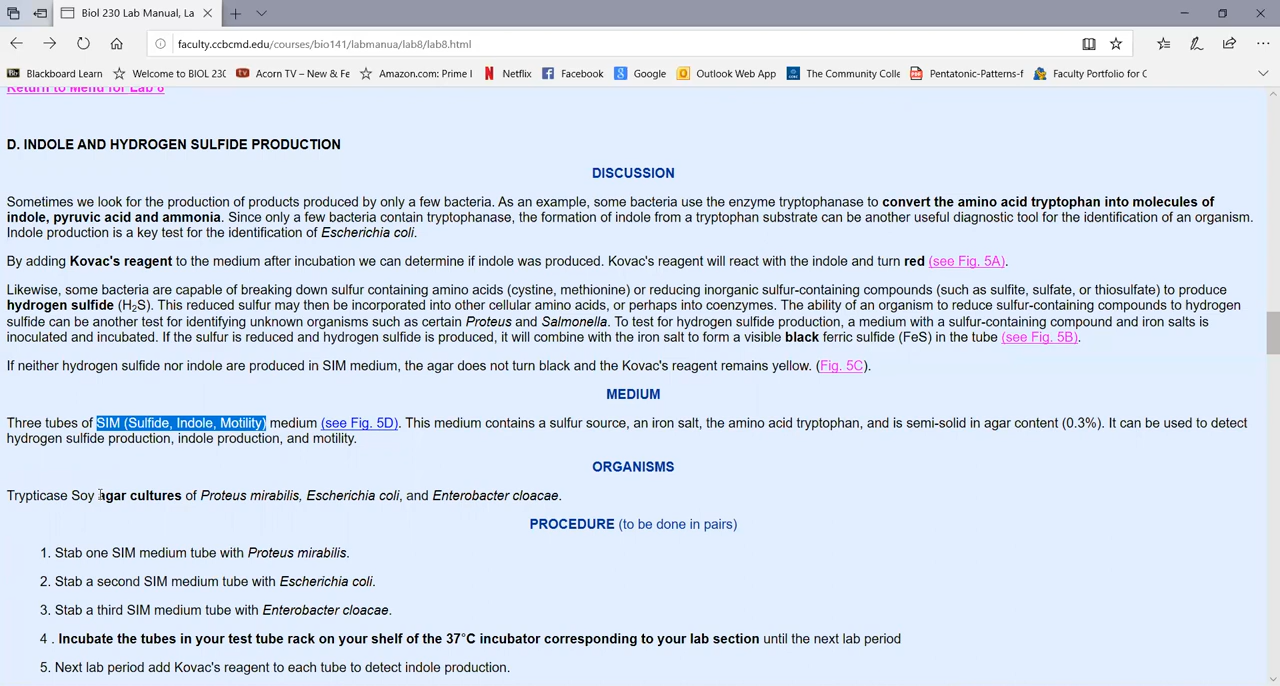 Biol 230 Lab Manual, La
faculty.ccbcmd.edu/courses/bio141/labmanua/lab8/lab8.html
Bb Blackboard Learn Welcome to BIOL 230 Acorn TV – New & Fe Amazon.com: Prime I Netflix Facebook Google Outlook Web App The Community Colle Pentatonic-Patterns-f Faculty Portfolio for C
Return to Menu for Lab 8
D. INDOLE AND HYDROGEN SULFIDE PRODUCTION
DISCUSSION
Sometimes we look for the production of products produced by only a few bacteria. As an example, some bacteria use the enzyme tryptophanase to convert the amino acid tryptophan into molecules of
indole, pyruvic acid and ammonia. Since only a few bacteria contain tryptophanase, the formation of indole from a tryptophan substrate can be another useful diagnostic tool for the identification of an organism.
Indole production is a key test for the identification of Escherichia coli.
By adding Kovac's reagent to the medium after incubation we can determine if indole was produced. Kovac's reagent will react with the indole and turn red (see Fig. 5A).
Likewise, some bacteria are capable of breaking down sulfur containing amino acids (cystine, methionine) or reducing inorganic sulfur-containing compounds (such as sulfite, sulfate, or thiosulfate) to produce
hydrogen sulfide (H2S). This reduced sulfur may then be incorporated into other cellular amino acids, or perhaps into coenzymes. The ability of an organism to reduce sulfur-containing compounds to hydrogen
sulfide can be another test for identifying unknown organisms such as certain Proteus and Salmonella. To test for hydrogen sulfide production, a medium with a sulfur-containing compound and iron salts is
inoculated and incubated. If the sulfur is reduced and hydrogen sulfide is produced, it will combine with the iron salt to form a visible black ferric sulfide (FeS) in the tube (see Fig. 5B).
If neither hydrogen sulfide nor indole are produced in SIM medium, the agar does not turn black and the Kovac's reagent remains yellow. (Fig. 5C).
MEDIUM
Three tubes of SIM (Sulfide, Indole, Motility) medium (see Fig. 5D). This medium contains a sulfur source, an iron salt, the amino acid tryptophan, and is semi-solid in agar content (0.3%). It can be used to detect
hydrogen sulfide production, indole production, and motility.
ORGANISMS
Trypticase Soy agar cultures of Proteus mirabilis, Escherichia coli, and Enterobacter cloacae.
PROCEDURE (to be done in pairs)
1. Stab one SIM medium tube with Proteus mirabilis.
2. Stab a second SIM medium tube with Escherichia coli.
3. Stab a third SIM medium tube with Enterobacter cloacae.
4 . Incubate the tubes in your test tube rack on your shelf of the 37°C incubator corresponding to your lab section until the next lab period
5. Next lab period add Kovac's reagent to each tube to detect indole production.